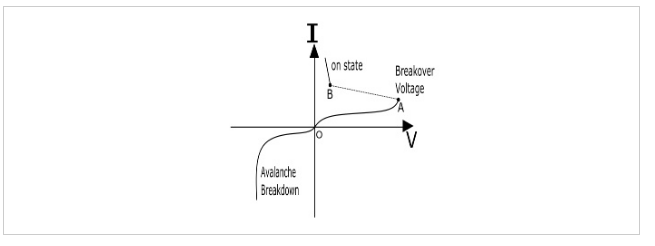 I
on state
Breakover
Voltage
B
A
O
V
Avalanche
Breakdown